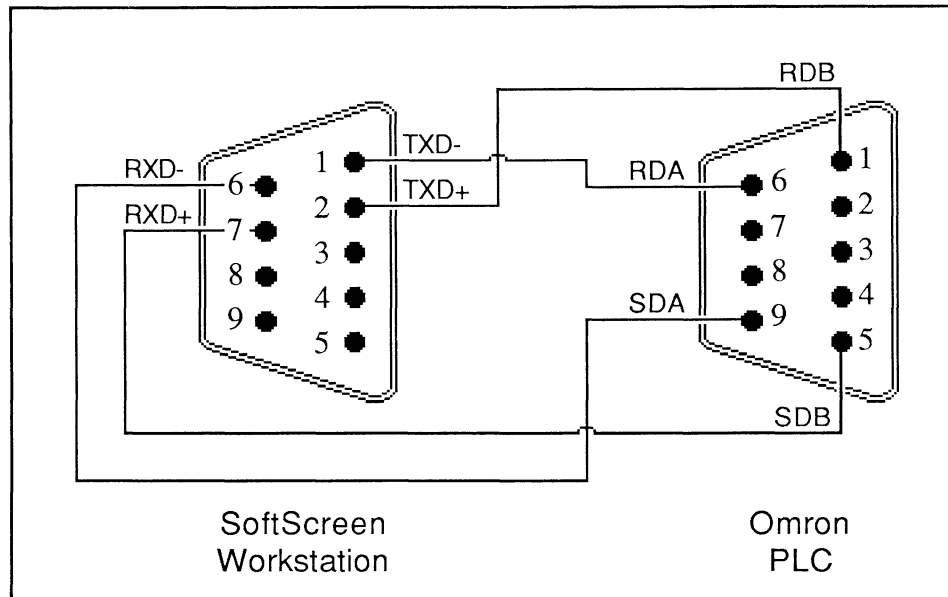 RDB
TXD-
RXD-
1
1
RDA
6
6
TXD+
2
2
RXD+
7
7
3
3
8
8
4
4
SDA
9
9
5
5
SDB
SoftScreen
Workstation
Omron
PLC